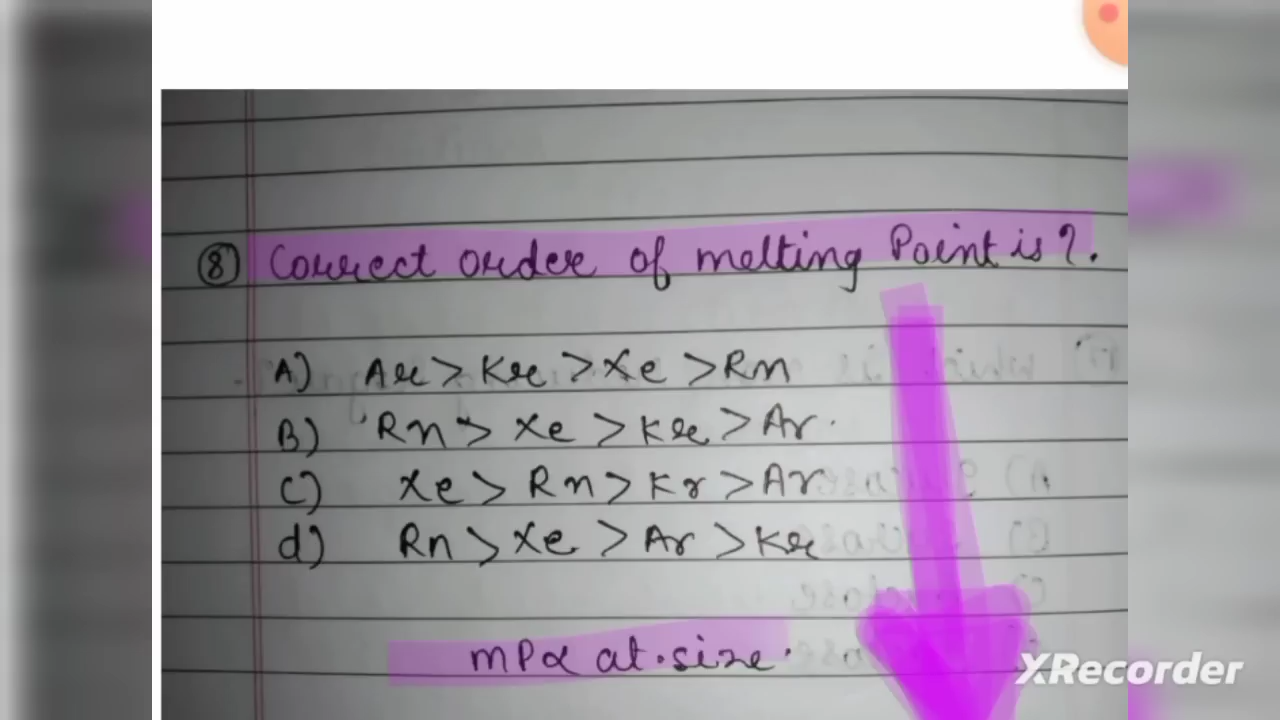 8) Correct order of melting Point is ?.
A) Ar > Kr > Xe > Rn
B) Rn > Xe > Kr > Ar.
C) Xe > Rn > Kr > Ar
d) Rn > Xe > Ar > Kr
mP∝ at.size.
XRecorder